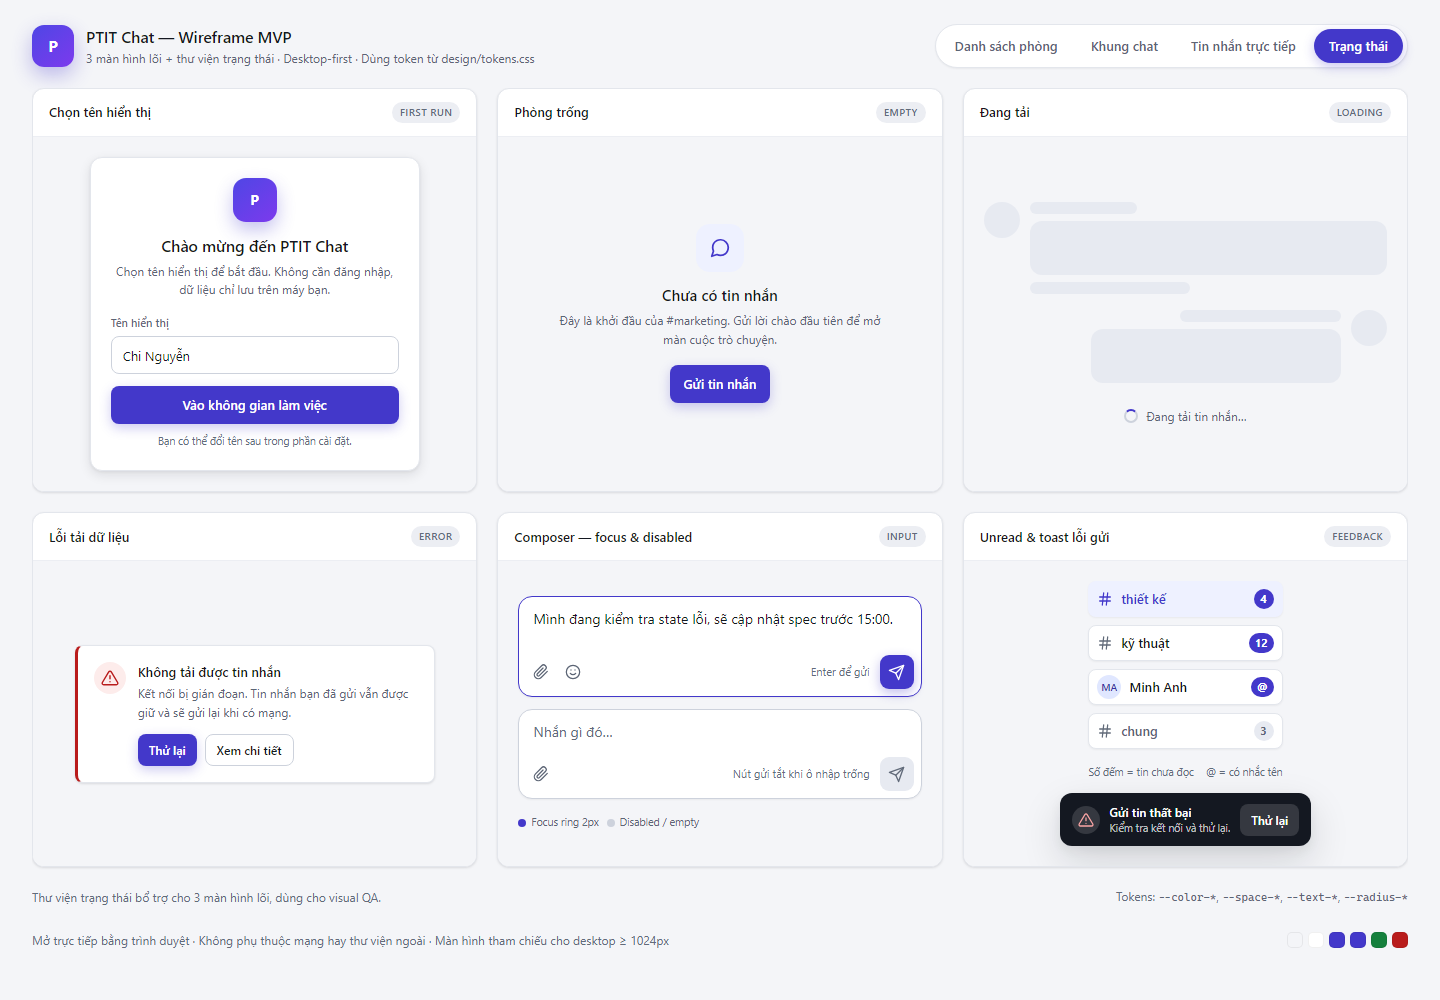 P
PTIT Chat — Wireframe MVP
3 màn hình lõi + thư viện trạng thái · Desktop-first · Dùng token từ design/tokens.css
Danh sách phòng
Khung chat
Tin nhắn trực tiếp
Trạng thái
Chọn tên hiển thị
FIRST RUN
P
Chào mừng đến PTIT Chat
Chọn tên hiển thị để bắt đầu. Không cần đăng nhập,
dữ liệu chỉ lưu trên máy bạn.
Tên hiển thị
Chi Nguyễn
Vào không gian làm việc
Bạn có thể đổi tên sau trong phần cài đặt.
Phòng trống
EMPTY
Chưa có tin nhắn
Đây là khởi đầu của #marketing. Gửi lời chào đầu tiên để mở
màn cuộc trò chuyện.
Gửi tin nhắn
Đang tải
LOADING
Đang tải tin nhắn...
Lỗi tải dữ liệu
ERROR
Không tải được tin nhắn
Kết nối bị gián đoạn. Tin nhắn bạn đã gửi vẫn được
giữ và sẽ gửi lại khi có mạng.
Thử lại
Xem chi tiết
Composer — focus & disabled
INPUT
Mình đang kiểm tra state lỗi, sẽ cập nhật spec trước 15:00.
Enter để gửi
Nhắn gì đó...
Nút gửi tắt khi ô nhập trống
Focus ring 2px
Disabled / empty
Unread & toast lỗi gửi
FEEDBACK
# thiết kế 4
# kỹ thuật 12
MA Minh Anh @
# chung 3
Số đếm = tin chưa đọc @ = có nhắc tên
Gửi tin thất bại
Kiểm tra kết nối và thử lại.
Thử lại
Thư viện trạng thái bổ trợ cho 3 màn hình lõi, dùng cho visual QA.
Tokens: --color-*, --space-*, --text-*, --radius-*
Mở trực tiếp bằng trình duyệt · Không phụ thuộc mạng hay thư viện ngoài · Màn hình tham chiếu cho desktop ≥ 1024px